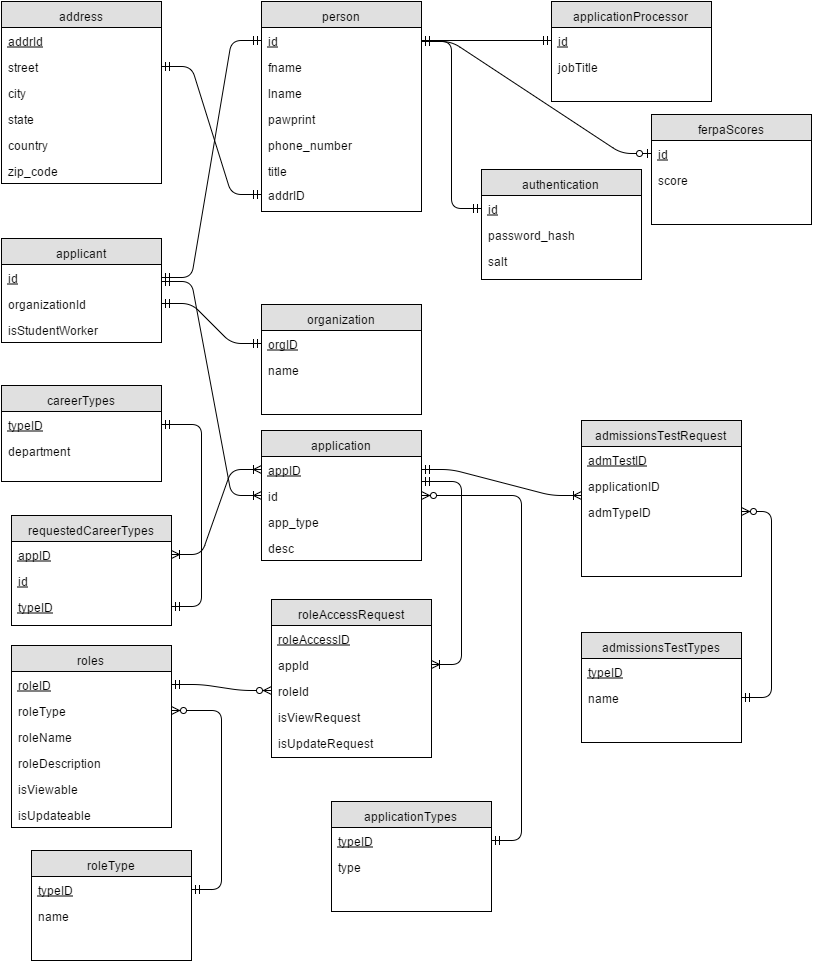 address
addrId
street
city
state
country
zip_code
person
id
fname
lname
pawprint
phone_number
title
addrID
applicationProcessor
id
jobTitle
ferpaScores
id
score
authentication
id
password_hash
salt
applicant
id
organizationId
isStudentWorker
organization
orgID
name
careerTypes
typeID
department
application
appID
id
app_type
desc
admissionsTestRequest
admTestID
applicationID
admTypeID
requestedCareerTypes
appID
id
typeID
roleAccessRequest
roleAccessID
appId
roleId
isViewRequest
isUpdateRequest
admissionsTestTypes
typeID
name
roles
roleID
roleType
roleName
roleDescription
isViewable
isUpdateable
applicationTypes
typeID
type
roleType
typeID
name